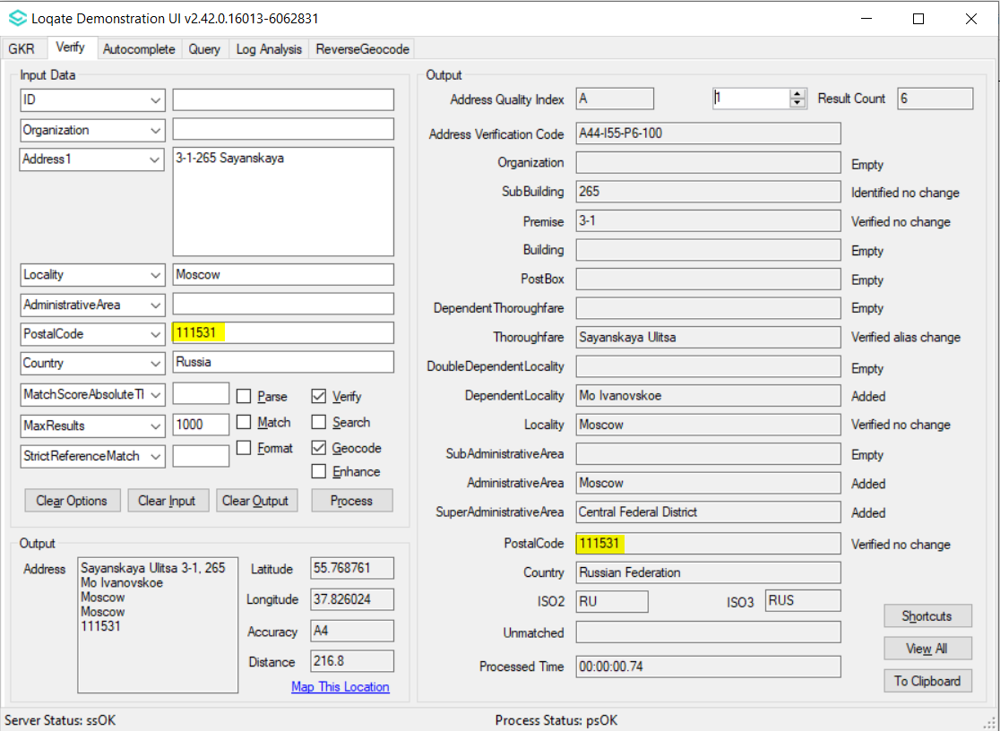 Loqate Demonstration UI v2.42.0.16013-6062831
GKR Verify Autocomplete Query Log Analysis ReverseGeocode
Input Data
ID
Organization
Address1 3-1-265 Sayanskaya
Locality Moscow
AdministrativeArea
PostalCode 111531
Country Russia
MatchScoreAbsoluteTl Parse Verify
MaxResults 1000 Match Search
StrictReferenceMatch Format Geocode
Enhance
Clear Options Clear Input Clear Output Process
Output
Address Sayanskaya Ulitsa 3-1, 265
Mo Ivanovskoe
Moscow
Moscow
111531
Latitude 55.768761
Longitude 37.826024
Accuracy A4
Distance 216.8
Map This Location
Output
Address Quality Index A 1 Result Count 6
Address Verification Code A44-I55-P6-100
Organization Empty
SubBuilding 265 Identified no change
Premise 3-1 Verified no change
Building Empty
PostBox Empty
DependentThoroughfare Empty
Thoroughfare Sayanskaya Ulitsa Verified alias change
DoubleDependentLocality Empty
DependentLocality Mo Ivanovskoe Added
Locality Moscow Verified no change
SubAdministrativeArea Empty
AdministrativeArea Moscow Added
SuperAdministrativeArea Central Federal District Added
PostalCode 111531 Verified no change
Country Russian Federation
ISO2 RU ISO3 RUS
Unmatched
Processed Time 00:00:00.74
Shortcuts
View All
To Clipboard
Server Status: ssOK Process Status: psOK